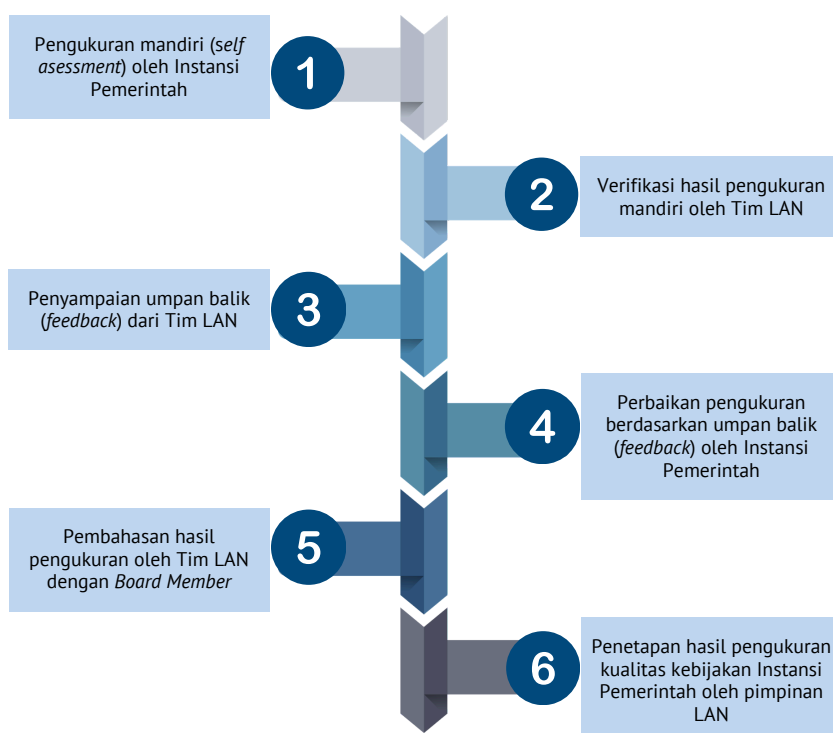 1
Pengukuran mandiri (self
asessment) oleh Instansi
Pemerintah
2
Verifikasi hasil pengukuran
mandiri oleh Tim LAN
3
Penyampaian umpan balik
(feedback) dari Tim LAN
4
Perbaikan pengukuran
berdasarkan umpan balik
(feedback) oleh Instansi
Pemerintah
5
Pembahasan hasil
pengukuran oleh Tim LAN
dengan Board Member
6
Penetapan hasil pengukuran
kualitas kebijakan Instansi
Pemerintah oleh pimpinan
LAN